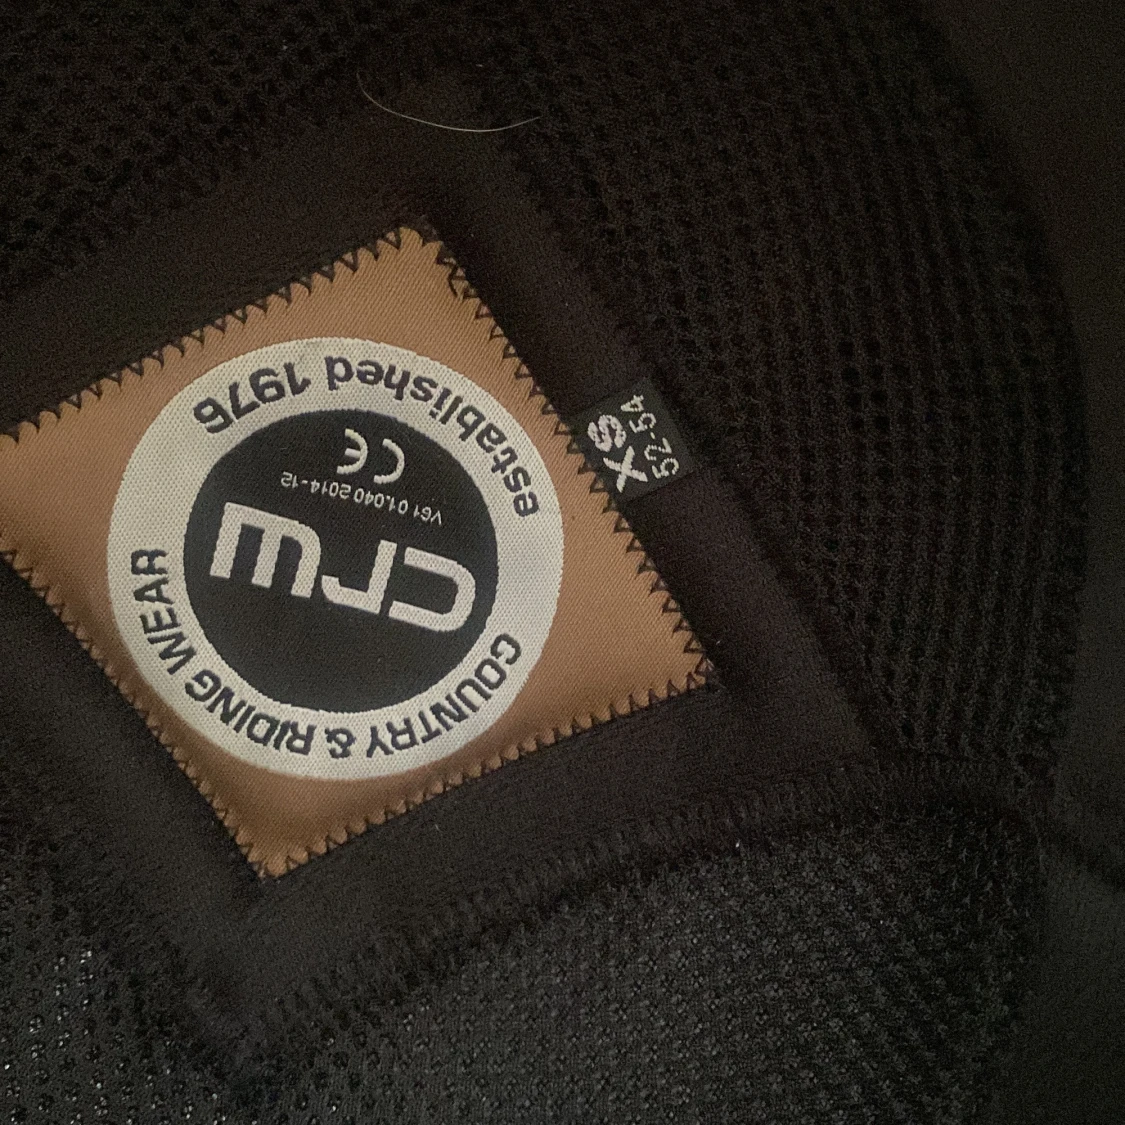 COUNTRY & RIDING WEAR
crw
VG1 01.040 2014-12
CE
established 1976
XS
52-54